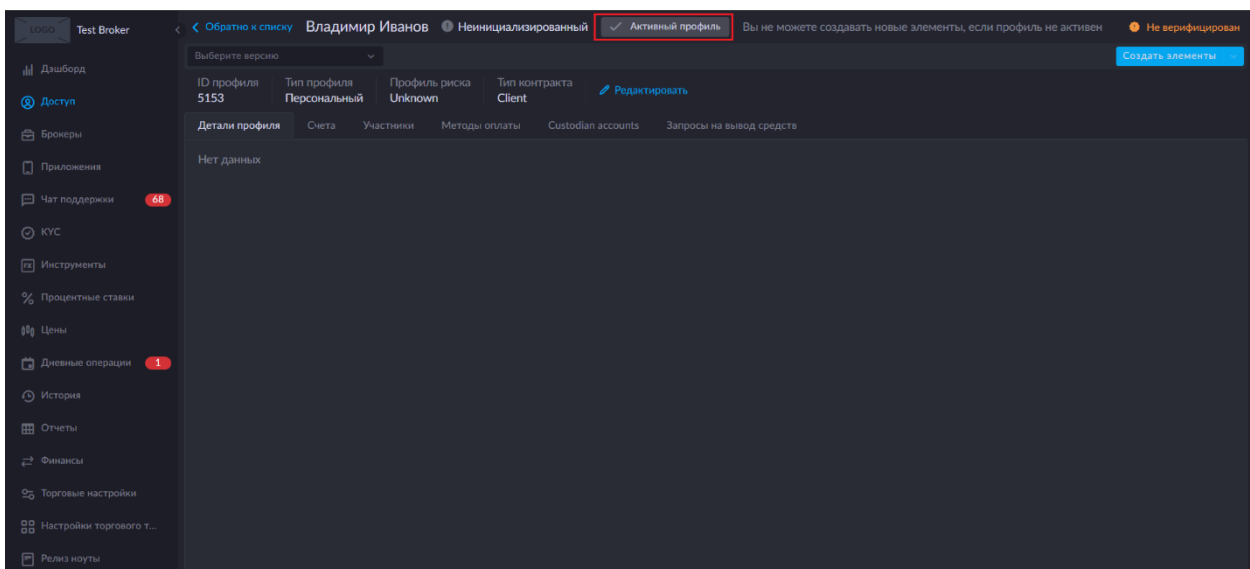 LOGO Test Broker
Обратно к списку Владимир Иванов Неинициализированный Активный профиль Вы не можете создавать новые элементы, если профиль не активен Не верифицирован
Выберите версию Создать элементы
ID профиля Тип профиля Профиль риска Тип контракта
5153 Персональный Unknown Client Редактировать
Детали профиля Счета Участники Методы оплаты Custodian accounts Запросы на вывод средств
Нет данных
Дашборд
Доступ
Брокеры
Приложения
Чат поддержки 68
KYC
FX Инструменты
Процентные ставки
Цены
Дневные операции 1
История
Отчеты
Финансы
Торговые настройки
Настройки торгового т...
Релиз ноуты